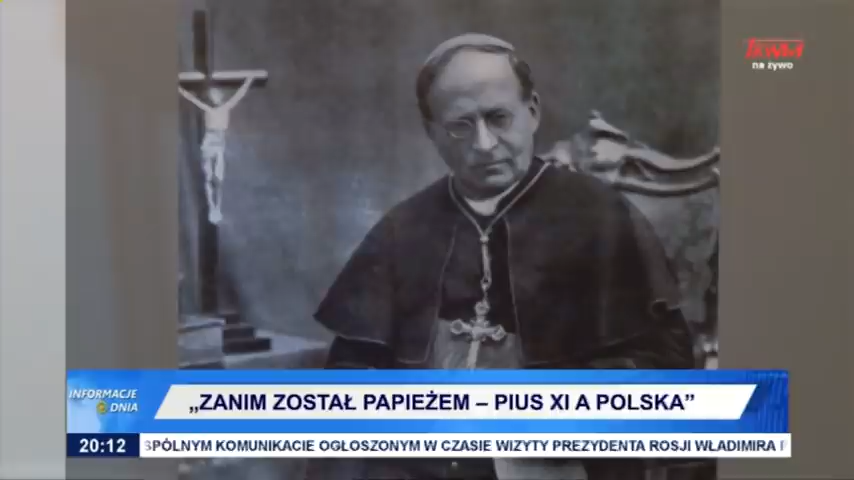 TRWAM
na żywo
INFORMACJE
DNIA
„ZANIM ZOSTAŁ PAPIEŻEM – PIUS XI A POLSKA”
20:12
SPÓLNYM KOMUNIKACIE OGŁOSZONYM W CZASIE WIZYTY PREZYDENTA ROSJI WŁADIMIRA